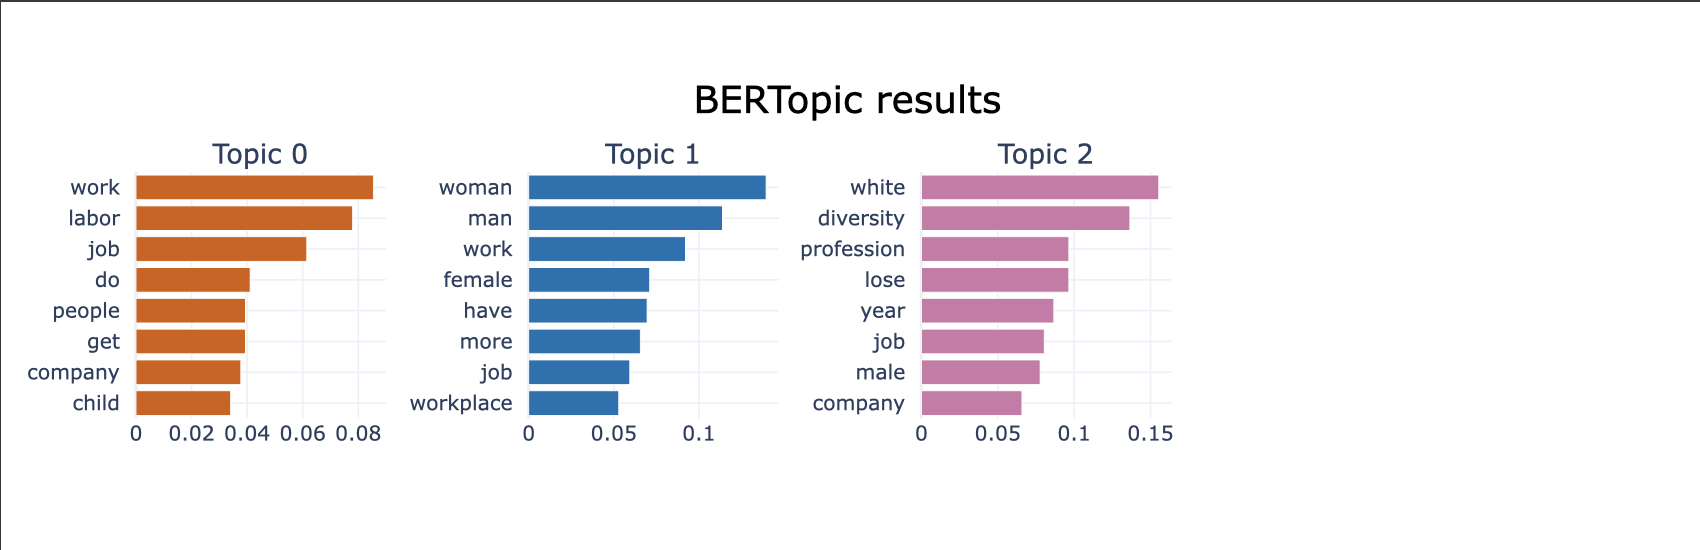 BERTopic results
Topic 0
work
labor
job
do
people
get
company
child
0 0.02 0.04 0.06 0.08
Topic 1
woman
man
work
female
have
more
job
workplace
0 0.05 0.1
Topic 2
white
diversity
profession
lose
year
job
male
company
0 0.05 0.1 0.15